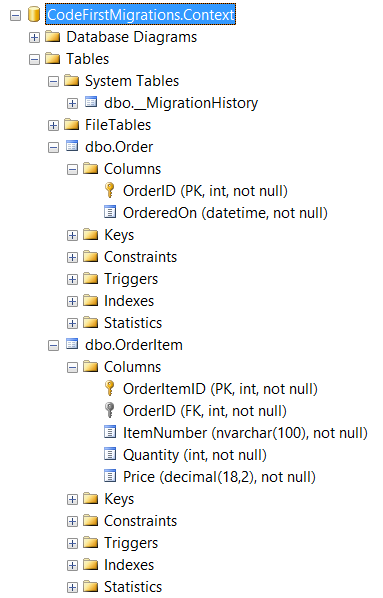 CodeFirstMigrations.Context
Database Diagrams
Tables
System Tables
dbo.__MigrationHistory
FileTables
dbo.Order
Columns
OrderID (PK, int, not null)
OrderedOn (datetime, not null)
Keys
Constraints
Triggers
Indexes
Statistics
dbo.OrderItem
Columns
OrderItemID (PK, int, not null)
OrderID (FK, int, not null)
ItemNumber (nvarchar(100), not null)
Quantity (int, not null)
Price (decimal(18,2), not null)
Keys
Constraints
Triggers
Indexes
Statistics